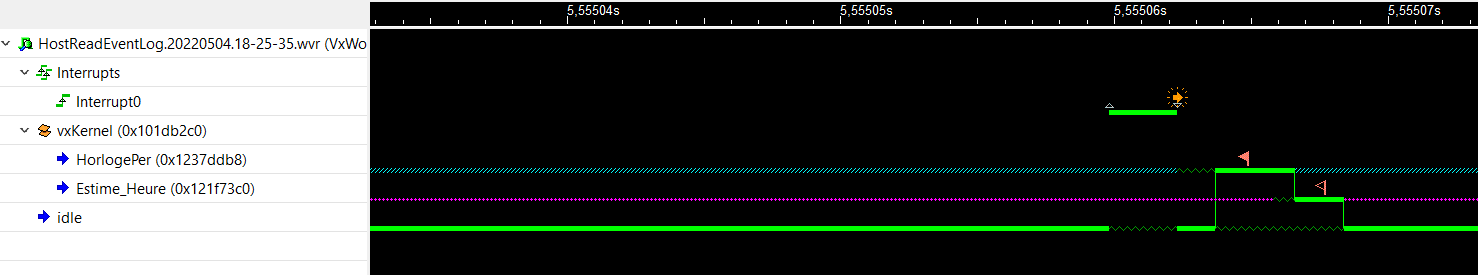 5,55504s 5,55505s 5,55506s 5,55507s
HostReadEventLog.20220504.18-25-35.wvr (VxWo
Interrupts
Interrupt0
vxKernel (0x101db2c0)
HorlogePer (0x1237ddb8)
Estime_Heure (0x121f73c0)
idle